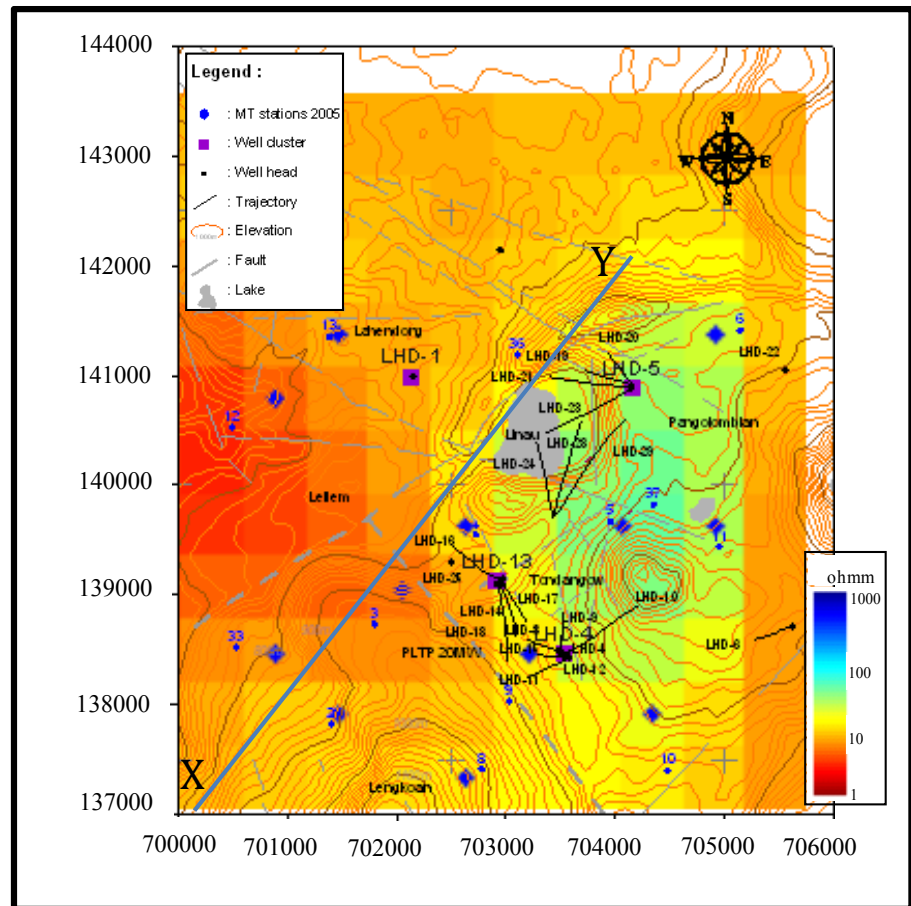 144000
143000
142000
141000
140000
139000
138000
137000
700000
701000
702000
703000
704000
705000
706000
Legend :
: MT stations 2005
: Well cluster
: Well head
: Trajectory
: Elevation
: Fault
: Lake
N
W
E
S
Y
X
13
Lahendong
LHD-1
36
LHD-19
LHD-20
6
LHD-22
LHD-21
LHD-5
LHD-23
Pangolombian
12
Linau
LHD-28
LHD-24
LHD-29
Leilem
37
5
4
11
LHD-16
LHD-13
LHD-25
Tondangow
LHD-17
LHD-10
LHD-14
3
LHD-18
LHD-4
LHD-4
LHD-6
33
PLTP 20MW
LHD-11
LHD-12
9
8
10
Lengkoan
ohmm
1000
100
10
1